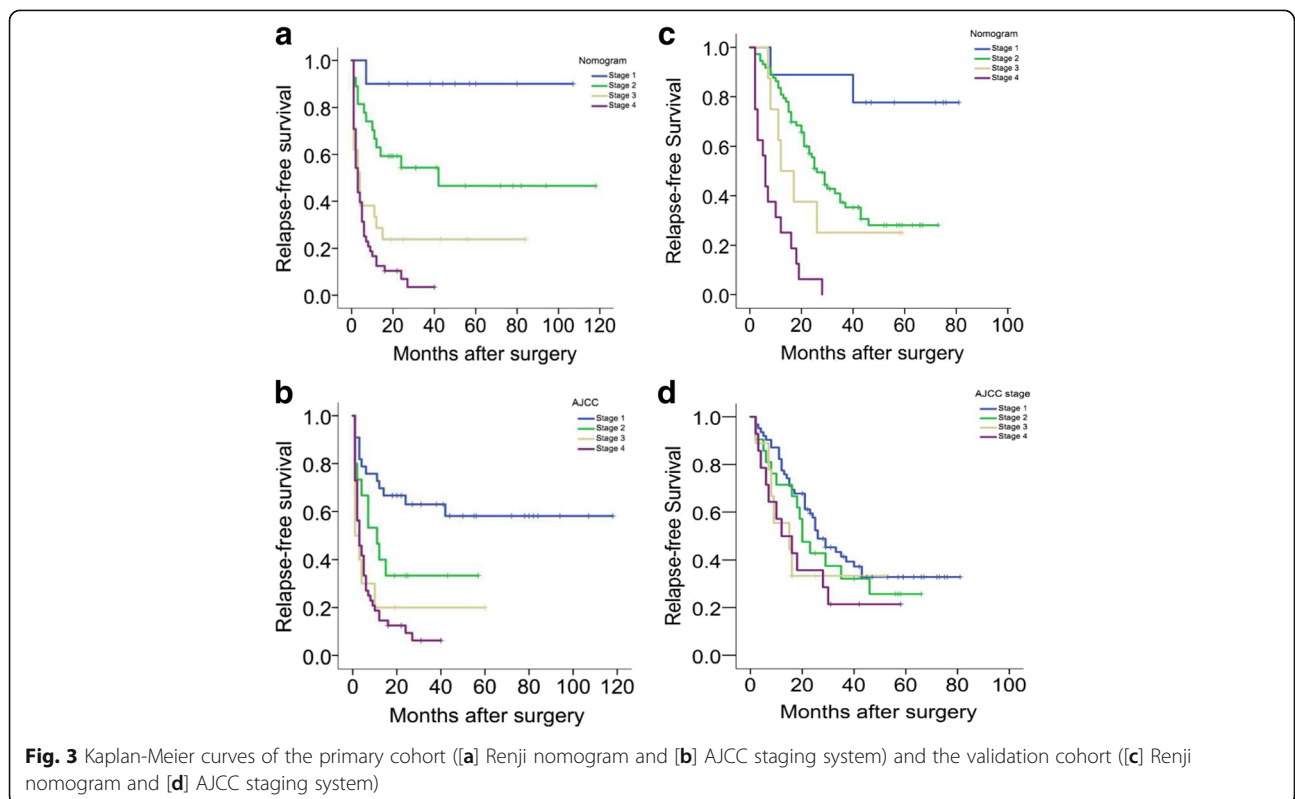 a
Nomogram
Stage 1
Stage 2
Stage 3
Stage 4
Relapse-free survival
1.0
0.8
0.6
0.4
0.2
0.0
0 20 40 60 80 100 120
Months after surgery
c
Nomogram
Stage 1
Stage 2
Stage 3
Stage 4
Relapse-free Survival
1.0
0.8
0.6
0.4
0.2
0.0
0 20 40 60 80 100
Months after surgery
b
AJCC
Stage 1
Stage 2
Stage 3
Stage 4
Relapse-free survival
1.0
0.8
0.6
0.4
0.2
0.0
0 20 40 60 80 100 120
Months after surgery
d
AJCC stage
Stage 1
Stage 2
Stage 3
Stage 4
Relapse-free Survival
1.0
0.8
0.6
0.4
0.2
0.0
0 20 40 60 80 100
Months after surgery
Fig. 3 Kaplan-Meier curves of the primary cohort ([a] Renji nomogram and [b] AJCC staging system) and the validation cohort ([c] Renji
nomogram and [d] AJCC staging system)